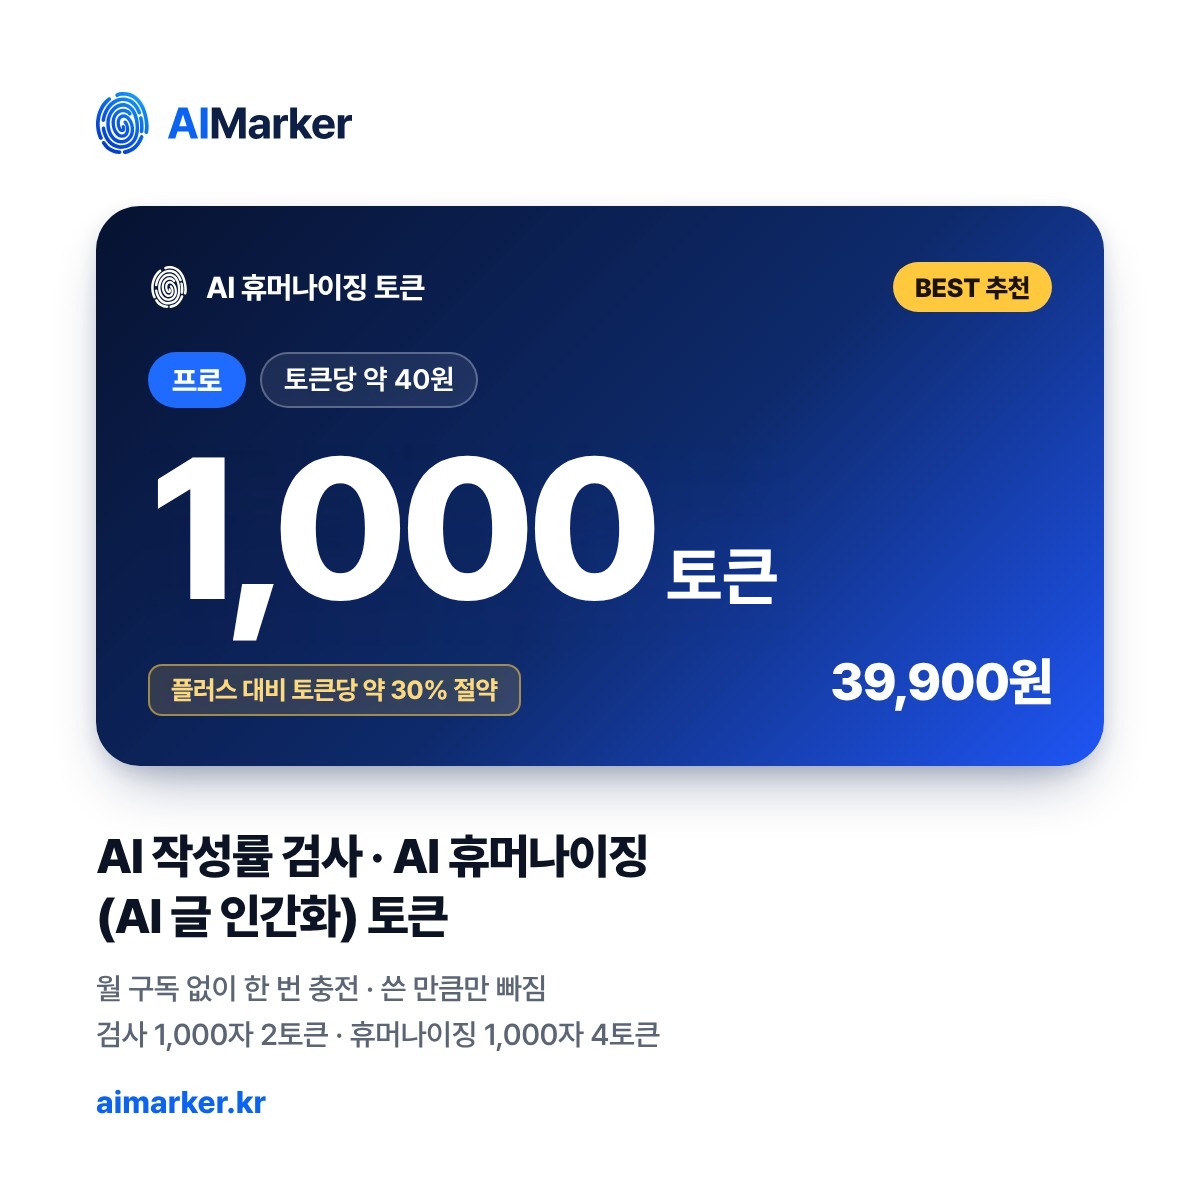 AIMarker
AI 휴머나이징 토큰
BEST 추천
프로
토큰당 약 40원
1,000 토큰
플러스 대비 토큰당 약 30% 절약
39,900원
AI 작성률 검사 · AI 휴머나이징
(AI 글 인간화) 토큰
월 구독 없이 한 번 충전 · 쓴 만큼만 빠짐
검사 1,000자 2토큰 · 휴머나이징 1,000자 4토큰
aimarker.kr